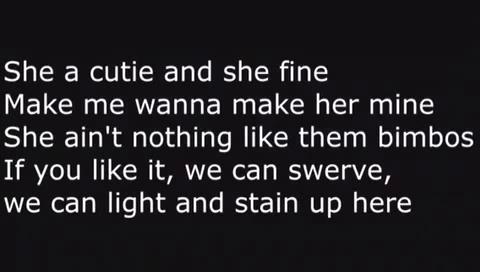 She a cutie and she fine
Make me wanna make her mine
She ain't nothing like them bimbos
If you like it, we can swerve,
we can light and stain up here